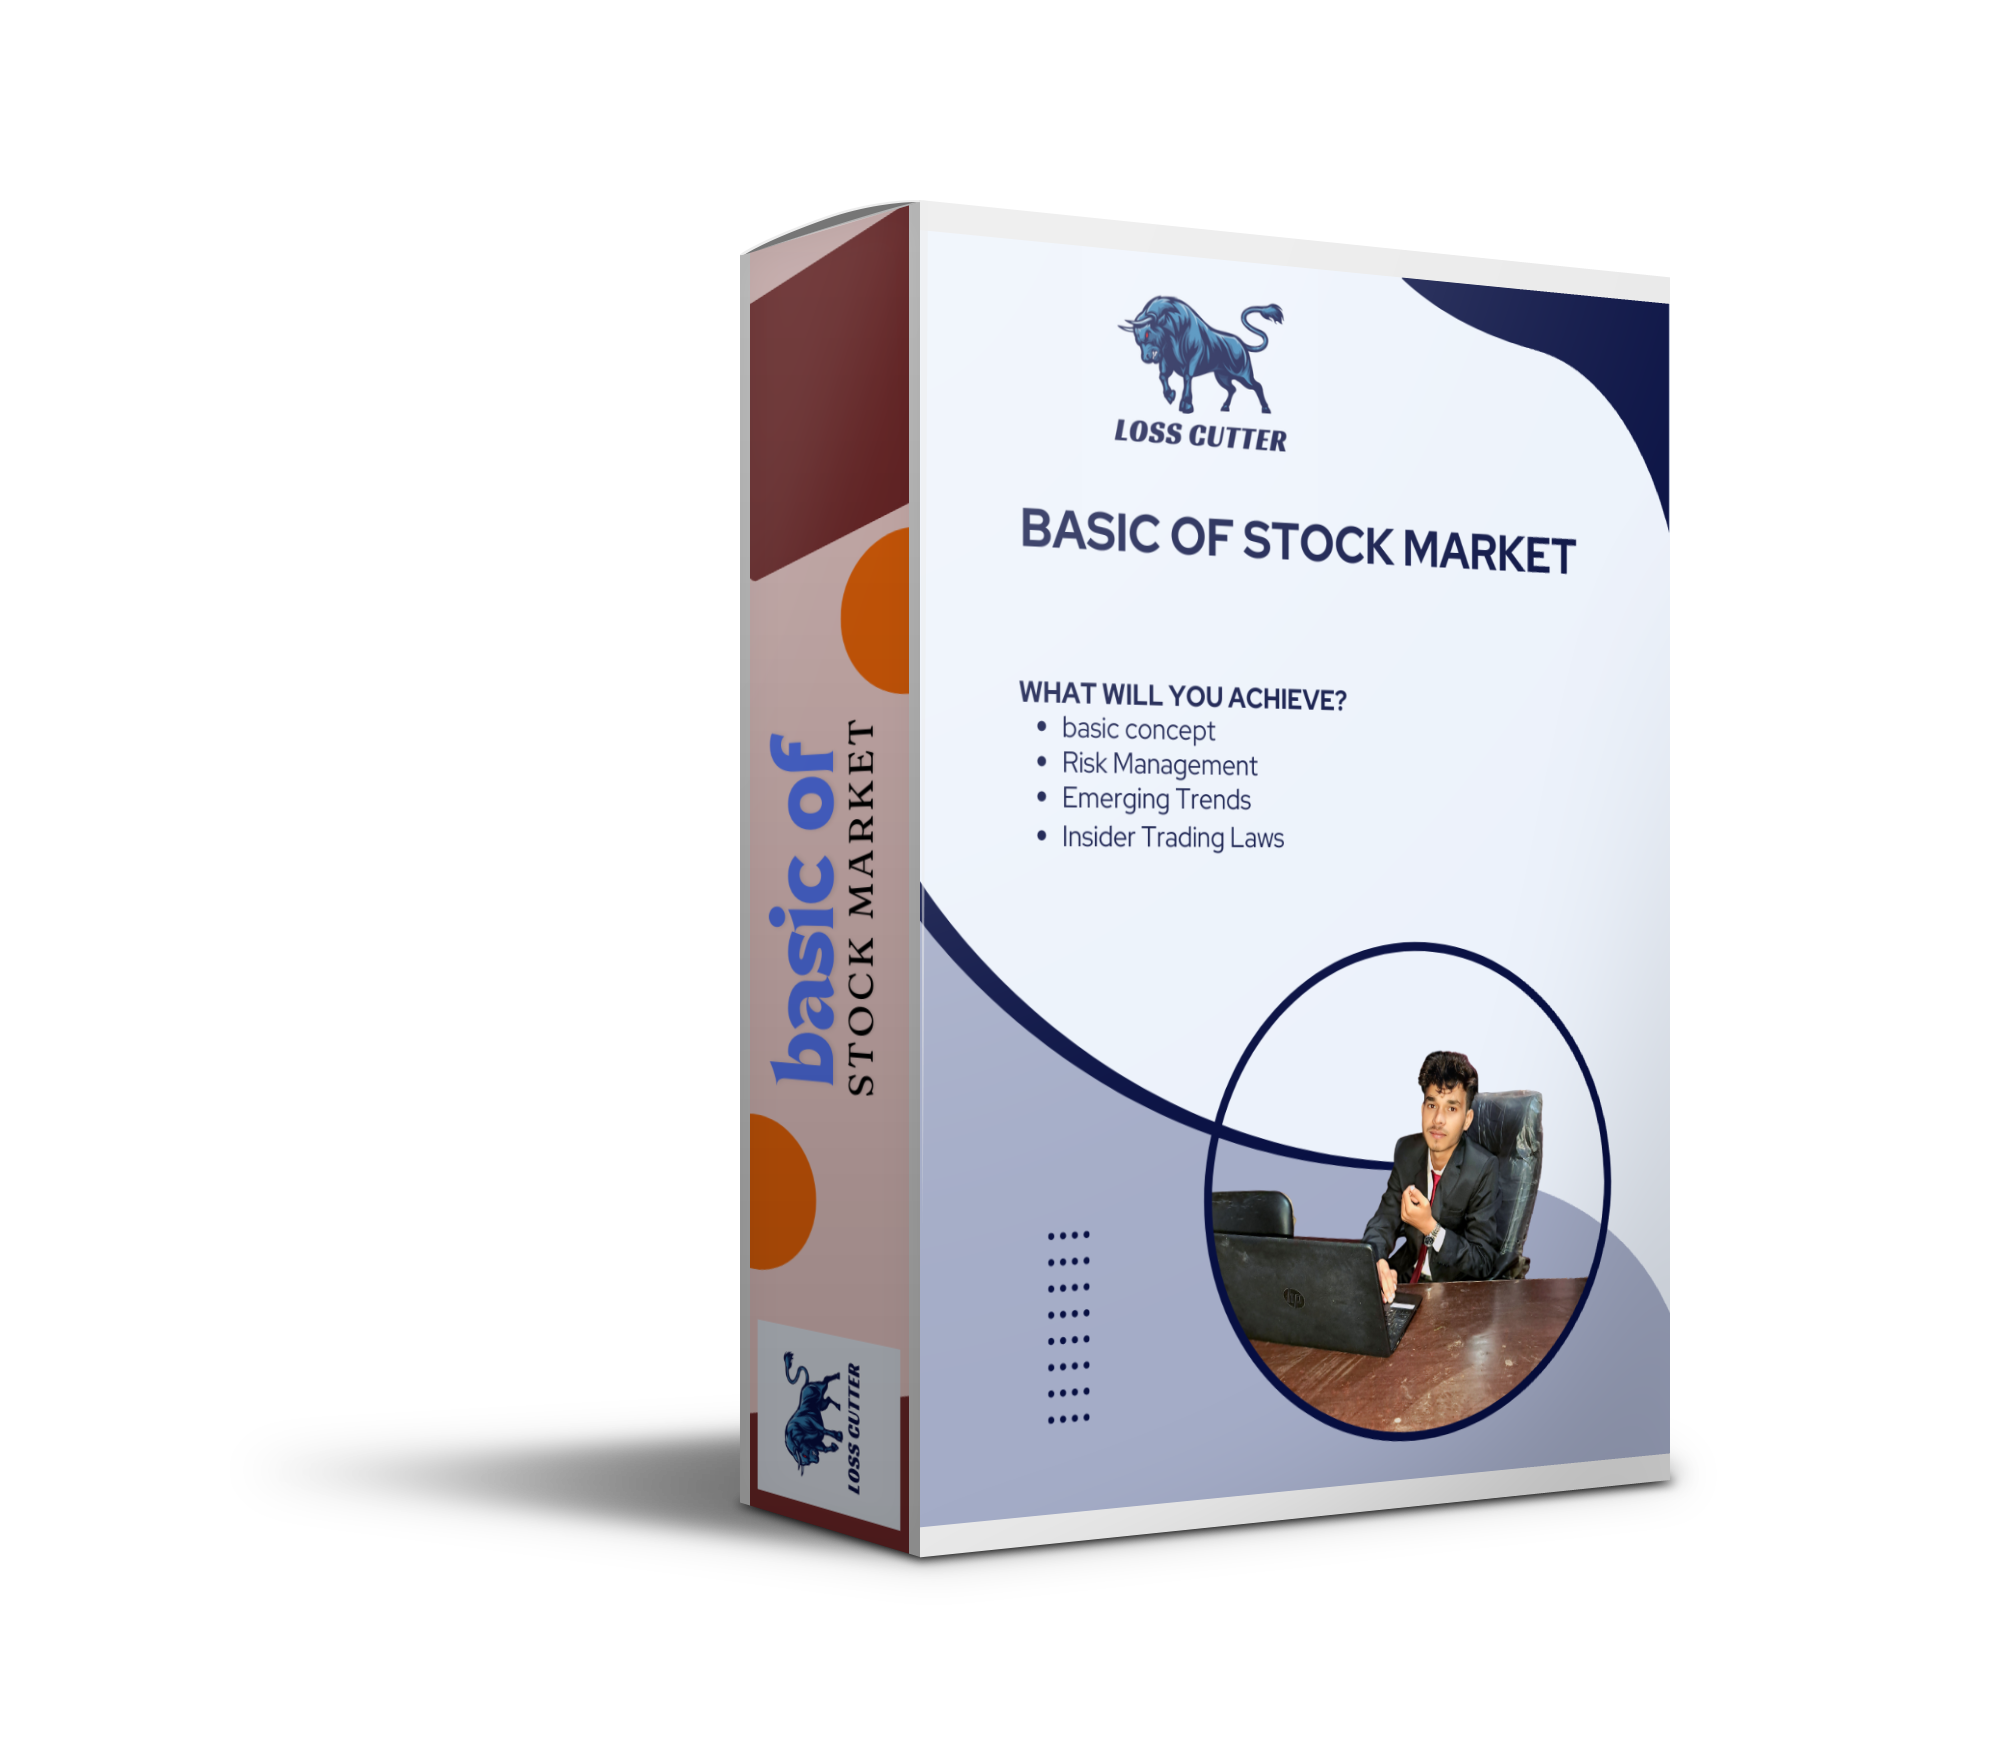 LOSS CUTTER
BASIC OF STOCK MARKET
WHAT WILL YOU ACHIEVE?
• basic concept
• Risk Management
• Emerging Trends
• Insider Trading Laws
basic of
STOCK MARKET
LOSS CUTTER
hp